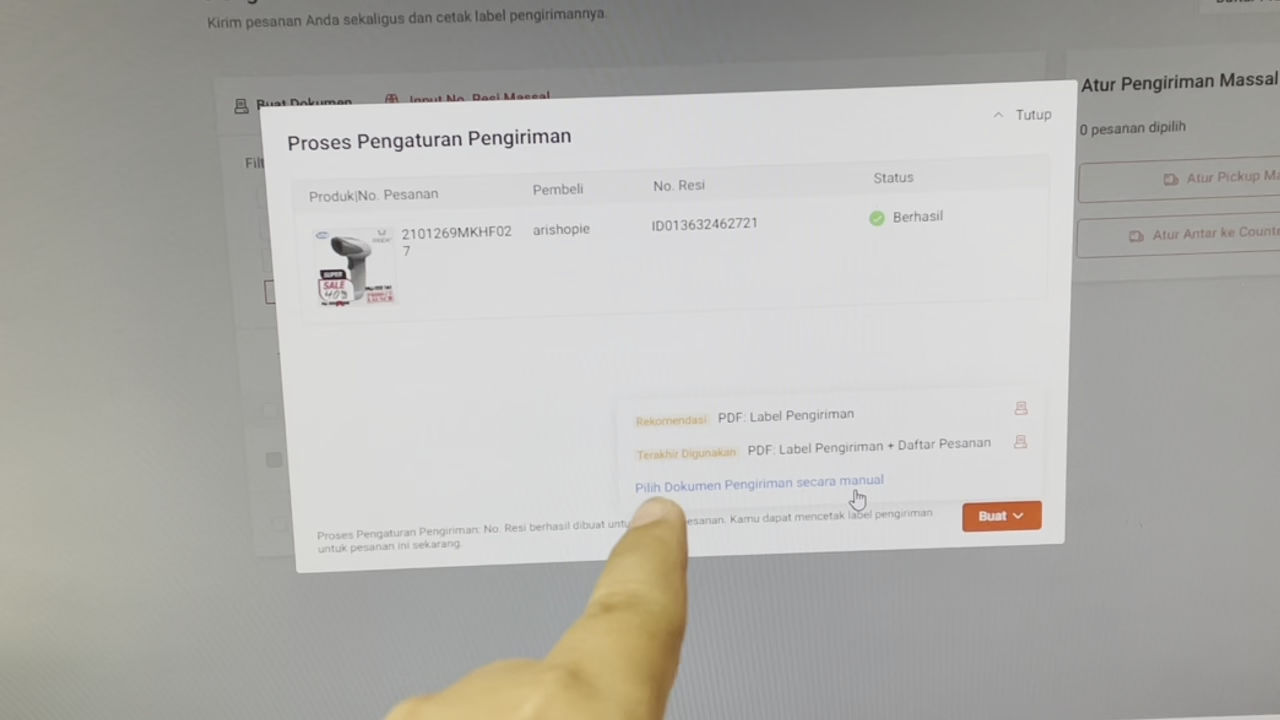 Kirim pesanan Anda sekaligus dan cetak label pengirimannya.
Buat Dokumen
Input No. Resi Massal
Atur Pengiriman Massal
0 pesanan dipilih
Atur Pickup
Atur Antar ke
Filt
Proses Pengaturan Pengiriman
Tutup
Produk|No. Pesanan
Pembeli
No. Resi
Status
2101269MKHF02
7
arishopie
ID013632462721
Berhasil
SUPER
SALE
Rekomendasi PDF: Label Pengiriman
Terakhir Digunakan PDF: Label Pengiriman + Daftar Pesanan
Pilih Dokumen Pengiriman secara manual
Proses Pengaturan Pengiriman: No. Resi berhasil dibuat untu esanan. Kamu dapat mencetak label pengiriman
untuk pesanan ini sekarang.
Buat